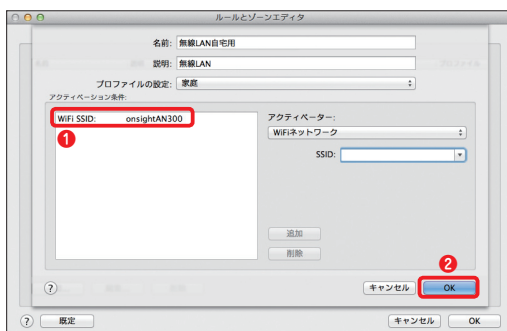 ルールとゾーンエディタ
名前: 無線LAN自宅用
説明: 無線LAN
プロファイルの設定: 家庭
アクティベーション条件:
WiFi SSID: onsightAN300
1
アクティベーター:
WiFiネットワーク
SSID:
追加
削除
2
? キャンセル OK
? 既定 キャンセル OK